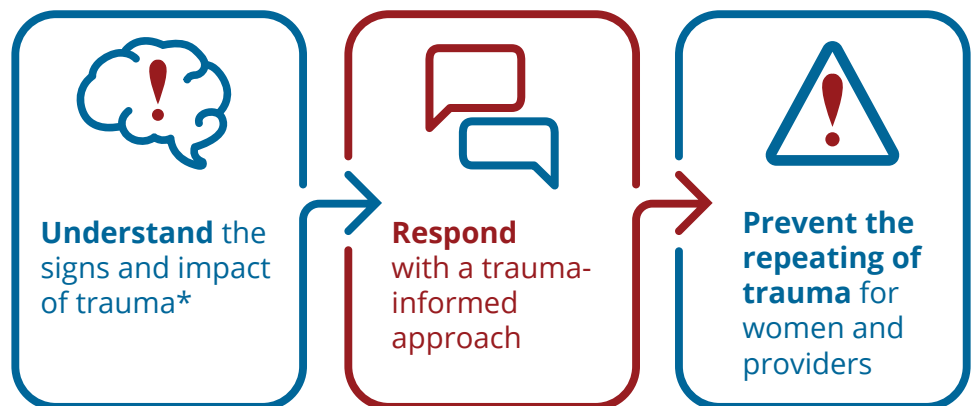 Understand the
signs and impact
of trauma*
Respond
with a trauma-
informed
approach
Prevent the
repeating of
trauma for
women and
providers